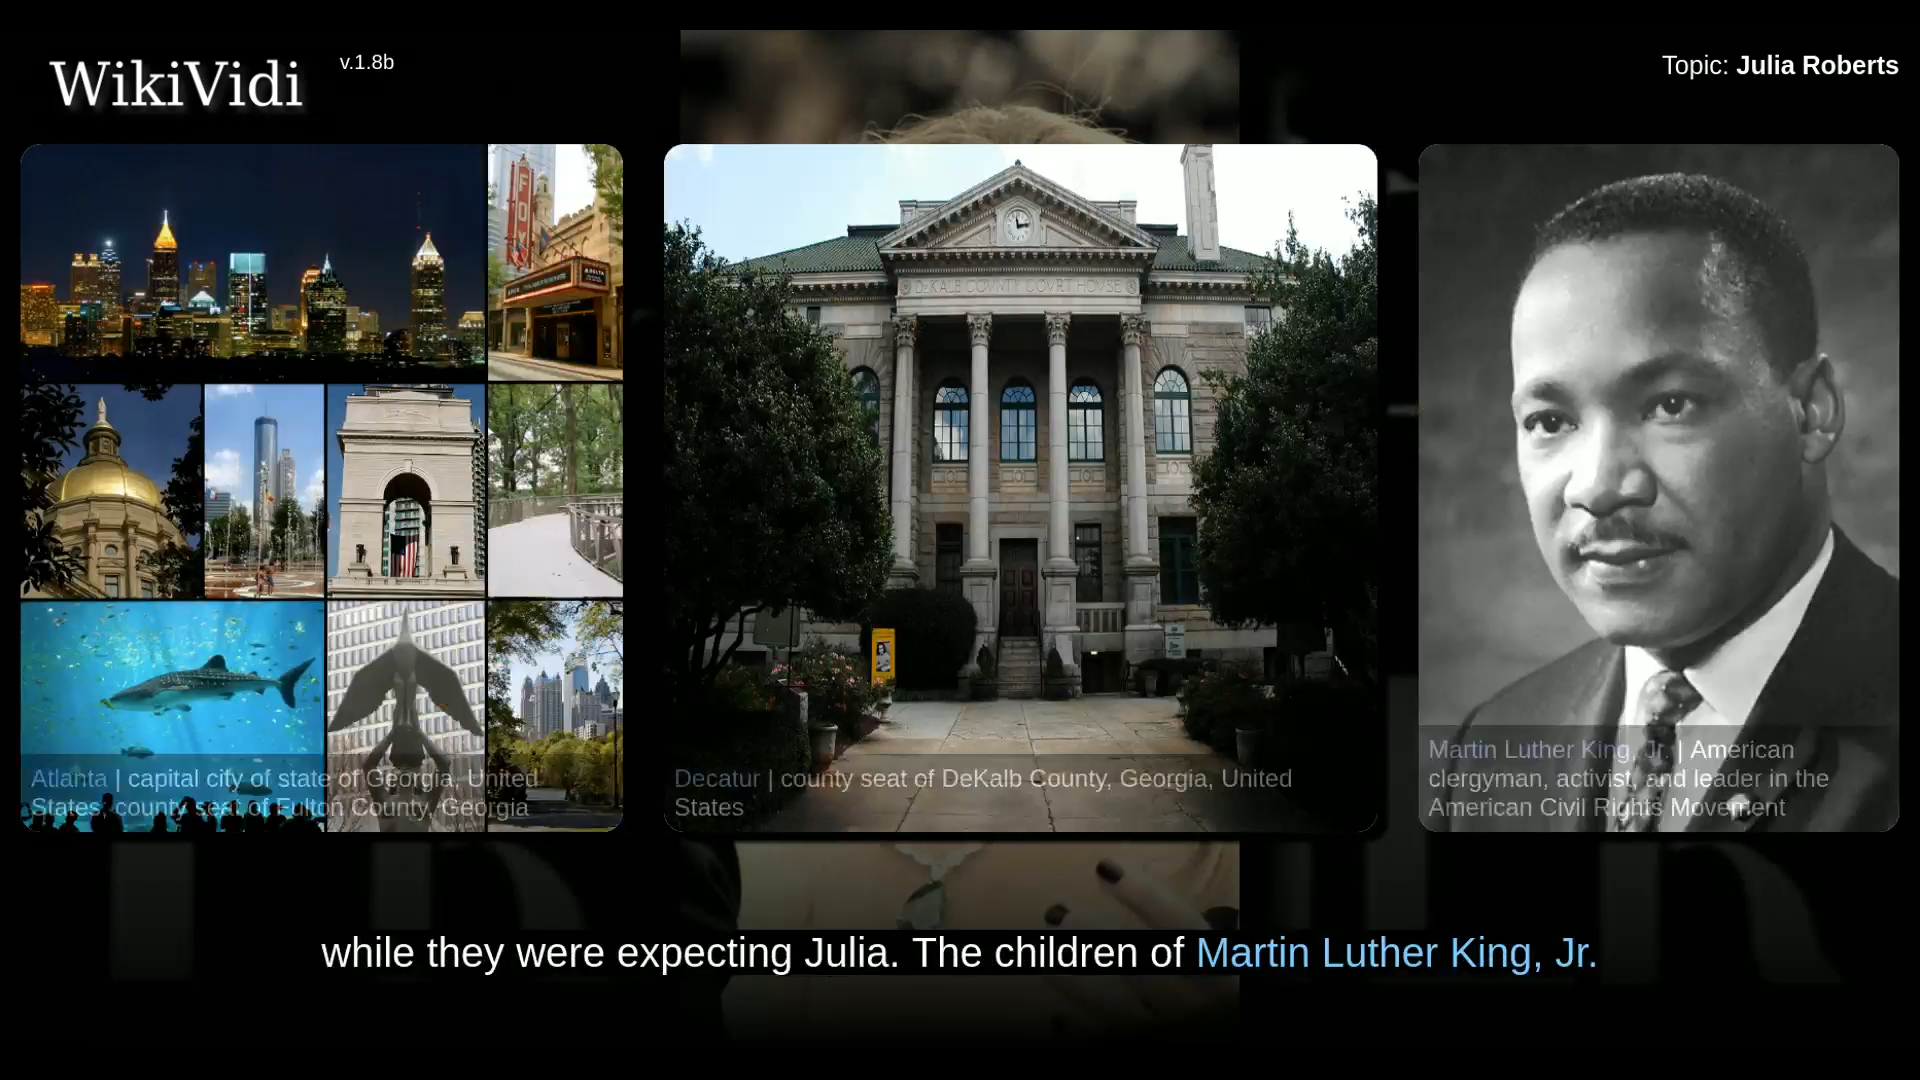 WikiVidi
v.1.8b
Topic: Julia Roberts
FOX
DELTA
DEKALB COUNTY COURT HOUSE
Atlanta | capital city of state of Georgia, United
States, county seat of Fulton County, Georgia
Decatur | county seat of DeKalb County, Georgia, United
States
Martin Luther King, Jr. | American
clergyman, activist, and leader in the
American Civil Rights Movement
while they were expecting Julia. The children of Martin Luther King, Jr.